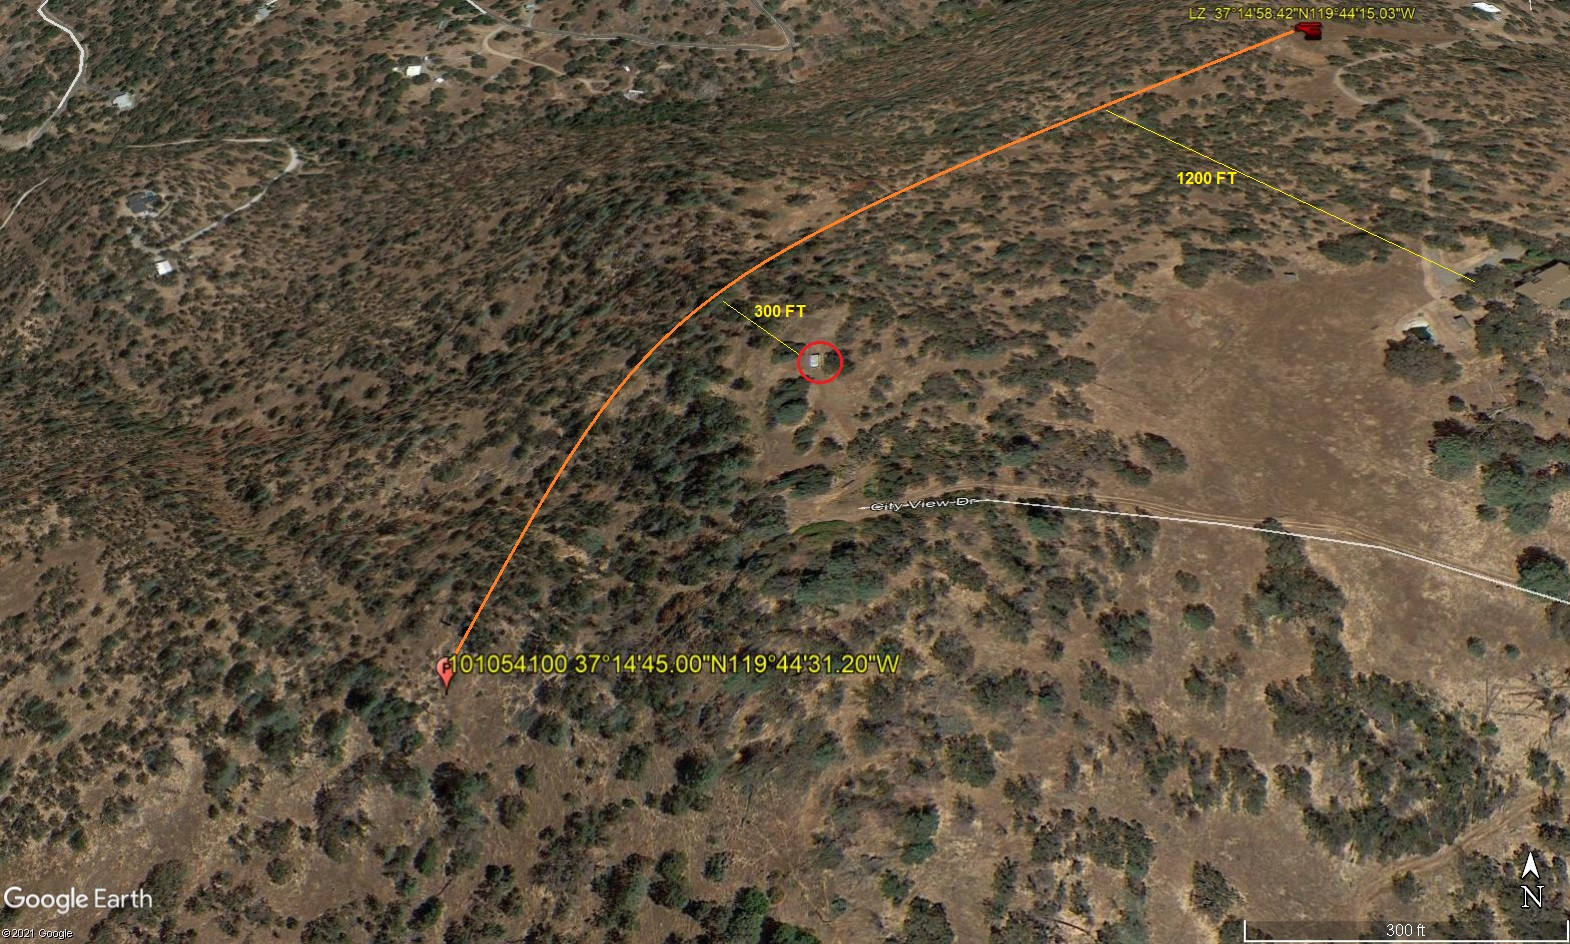 LZ 37°14'58.42"N119°44'15.03"W
1200 FT
300 FT
City View Dr
101054100 37°14'45.00"N119°44'31.20"W
Google Earth
N
300 ft
©2021 Google